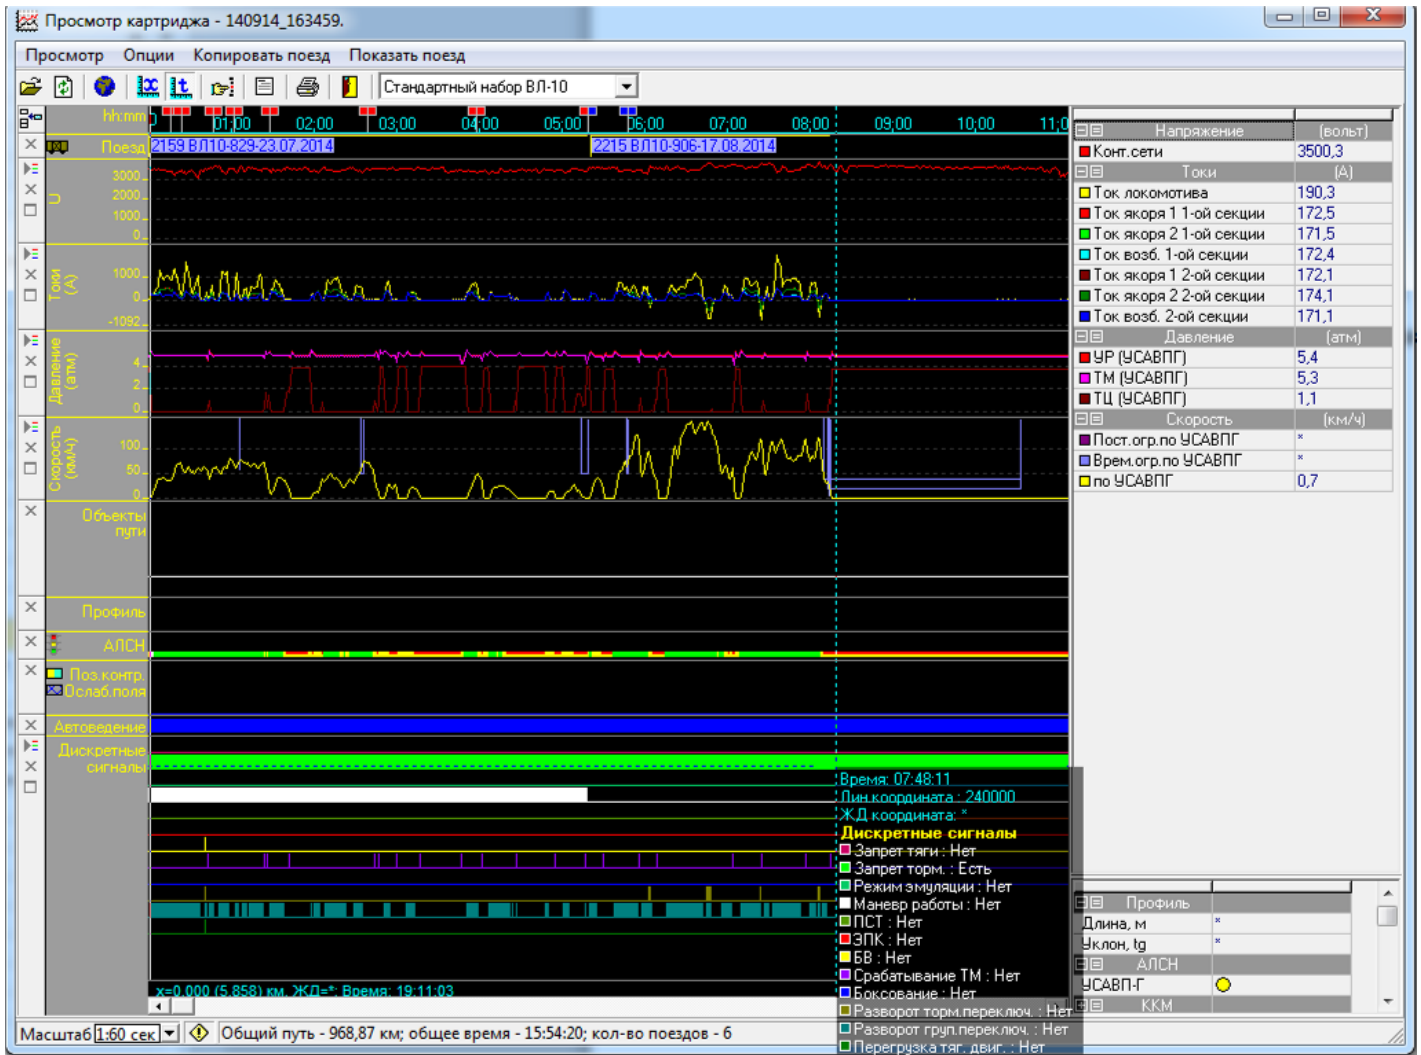 Просмотр картриджа - 140914_163459.
Просмотр Опции Копировать поезд Показать поезд
Стандартный набор ВЛ-10
hh:mm 01;00 02;00 03;00 04;00 05;00 06;00 07;00 08;00 09;00 10;00 11;0
Поезд 2159 ВЛ10-829-23.07.2014 2215 ВЛ10-906-17.08.2014
U
3000
2000
1000
0
Токи (А)
1000
0
-1092
Давление (атм)
4
2
0
Скорость (км/ч)
100
50
0
Объекты
пути
Профиль
АЛСН
Поз.контр.
Ослаб.поля
Автоведение
Дискретные
сигналы
Время: 07:48:11
Лин.координата : 240000
ЖД координата: *
Дискретные сигналы
Запрет тяги : Нет
Запрет торм. : Есть
Режим эмуляции : Нет
Маневр работы : Нет
ПСТ : Нет
ЭПК : Нет
БВ : Нет
Срабатывание ТМ : Нет
Боксование : Нет
Разворот торм.переключ. : Нет
Разворот груп.переключ. : Нет
Перегрузка тяг. двиг. : Нет
x=0.000 (5.858) км. ЖД=*: Время: 19:11:03
Напряжение (вольт)
Конт.сети 3500,3
Токи (А)
Ток локомотива 190,3
Ток якоря 1 1-ой секции 172,5
Ток якоря 2 1-ой секции 171,5
Ток возб. 1-ой секции 172,4
Ток якоря 1 2-ой секции 172,1
Ток якоря 2 2-ой секции 174,1
Ток возб. 2-ой секции 171,1
Давление (атм)
УР (УСАВПГ) 5,4
ТМ (УСАВПГ) 5,3
ТЦ (УСАВПГ) 1,1
Скорость (км/ч)
Пост.огр.по УСАВПГ *
Врем.огр.по УСАВПГ *
по УСАВПГ 0,7
Профиль
Длина, м *
Уклон, tg *
АЛСН
УСАВП-Г
ККМ
Масштаб 1:60 сек Общий путь - 968,87 км; общее время - 15:54:20; кол-во поездов - 6